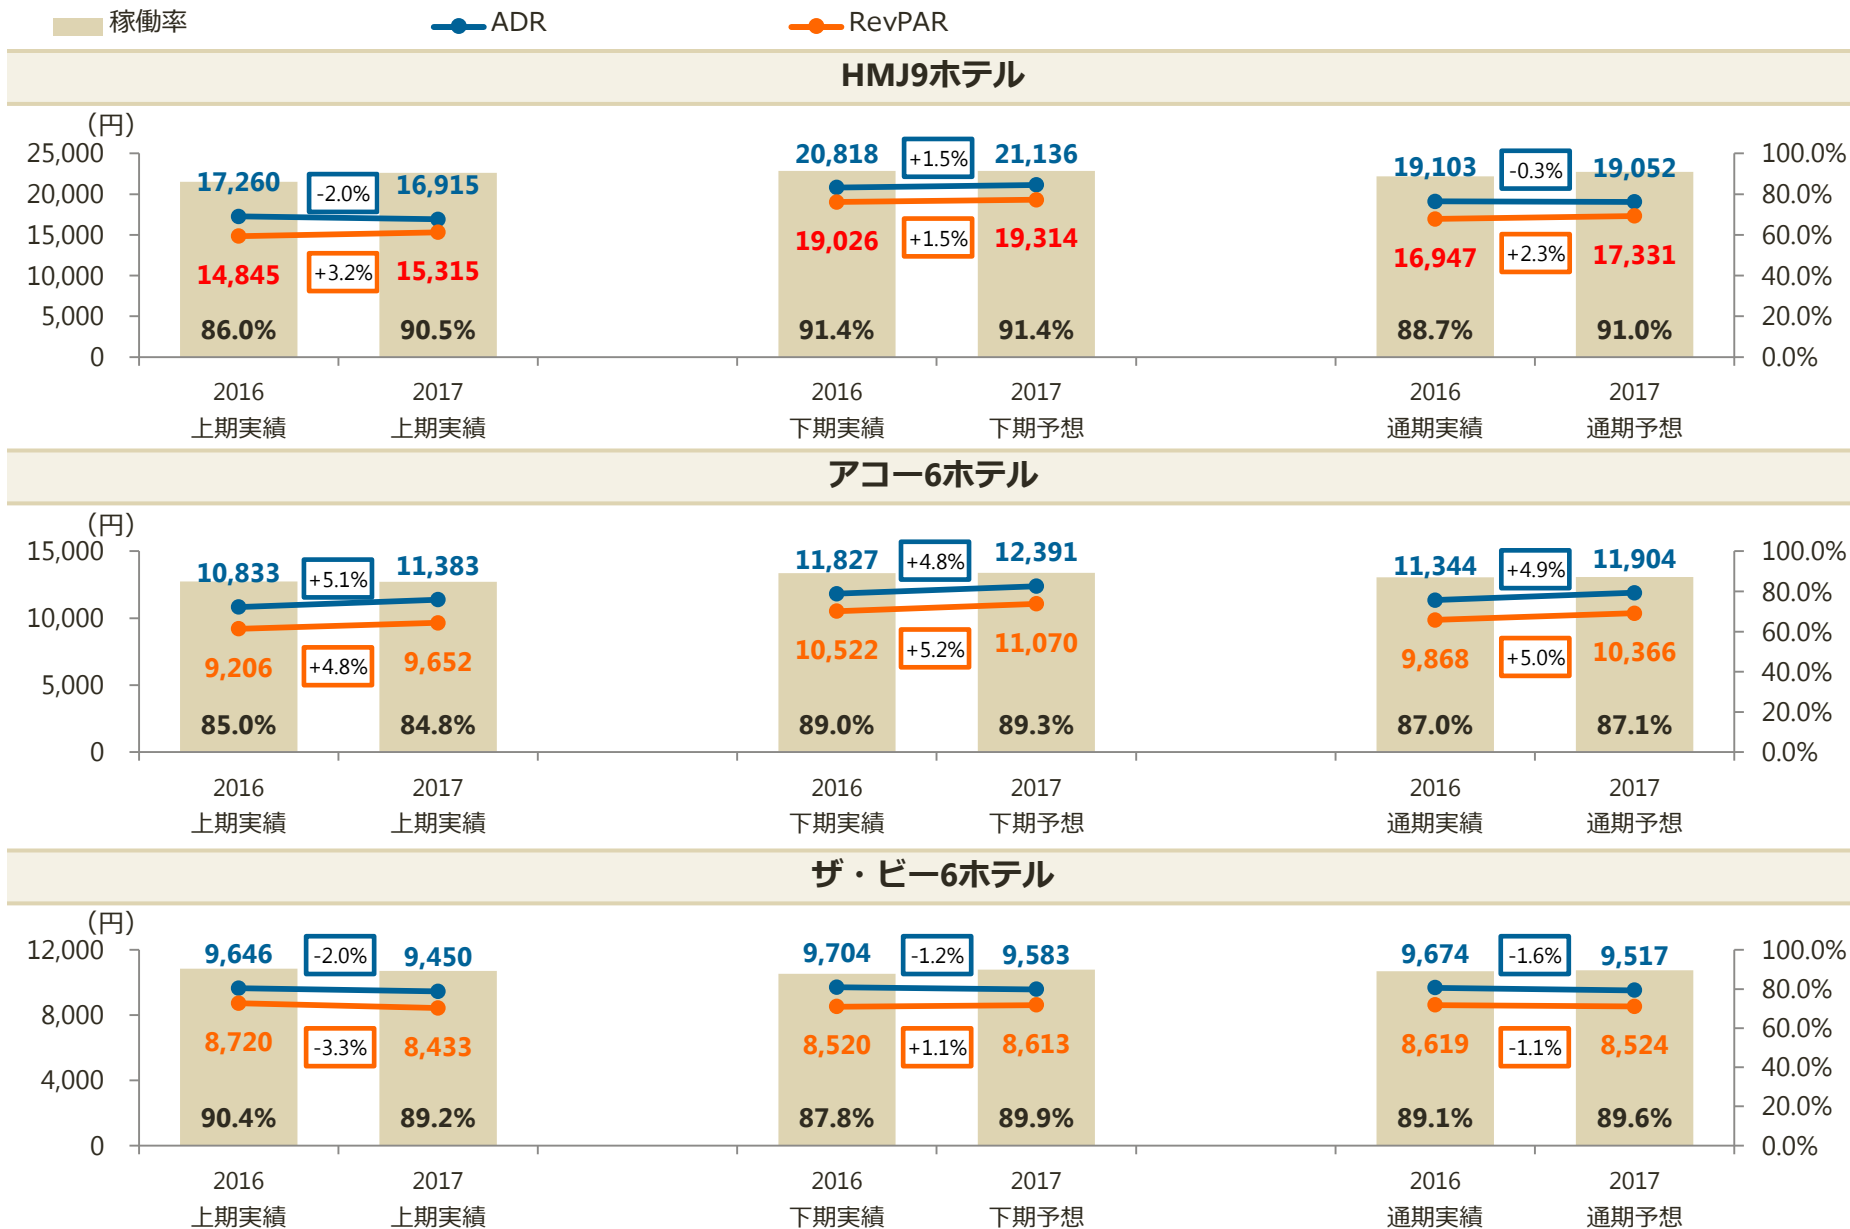 稼働率 ADR RevPAR
HMJ9ホテル
(円)
25,000
20,000
15,000
10,000
5,000
0
17,260 -2.0% 16,915
14,845 +3.2% 15,315
86.0% 90.5%
20,818 +1.5% 21,136
19,026 +1.5% 19,314
91.4% 91.4%
19,103 -0.3% 19,052
16,947 +2.3% 17,331
88.7% 91.0%
100.0%
80.0%
60.0%
40.0%
20.0%
0.0%
2016 2017 2016 2017 2016 2017
上期実績 上期実績 下期実績 下期予想 通期実績 通期予想
アコー6ホテル
(円)
15,000
10,000
5,000
0
10,833 +5.1% 11,383
9,206 +4.8% 9,652
85.0% 84.8%
11,827 +4.8% 12,391
10,522 +5.2% 11,070
89.0% 89.3%
11,344 +4.9% 11,904
9,868 +5.0% 10,366
87.0% 87.1%
100.0%
80.0%
60.0%
40.0%
20.0%
0.0%
2016 2017 2016 2017 2016 2017
上期実績 上期実績 下期実績 下期予想 通期実績 通期予想
ザ・ビー6ホテル
(円)
12,000
8,000
4,000
0
9,646 -2.0% 9,450
8,720 -3.3% 8,433
90.4% 89.2%
9,704 -1.2% 9,583
8,520 +1.1% 8,613
87.8% 89.9%
9,674 -1.6% 9,517
8,619 -1.1% 8,524
89.1% 89.6%
100.0%
80.0%
60.0%
40.0%
20.0%
0.0%
2016 2017 2016 2017 2016 2017
上期実績 上期実績 下期実績 下期予想 通期実績 通期予想